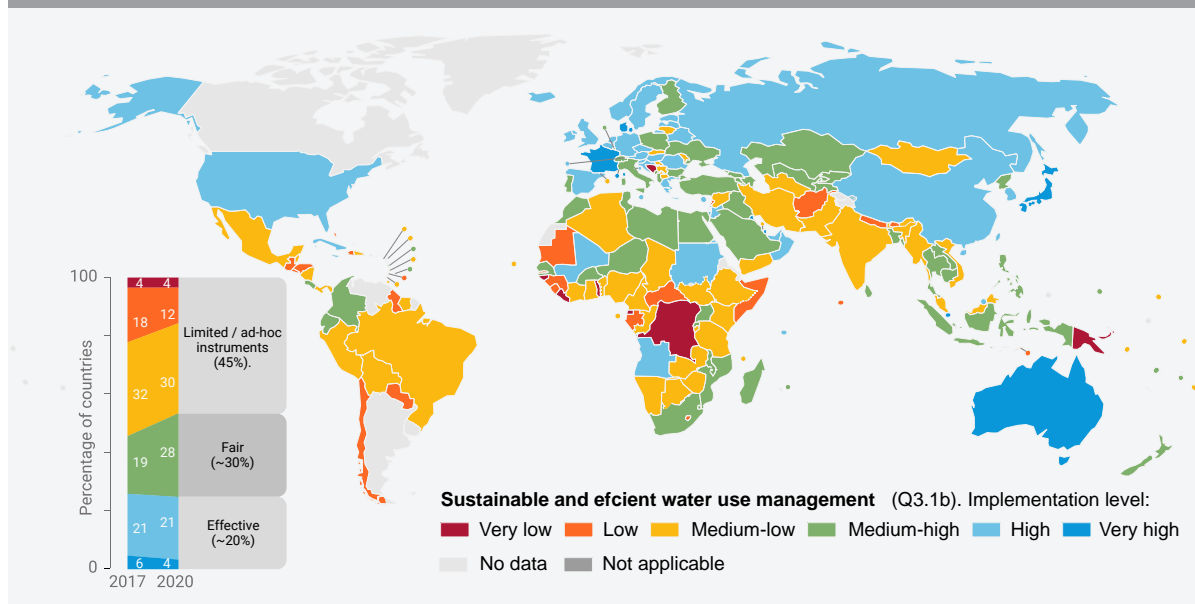 100
Percentage of countries
0
4 4
18 12
32 30
19 28
21 21
6 4
2017 2020
Limited / ad-hoc
instruments
(45%).
Fair
(~30%)
Effective
(~20%)
Sustainable and efcient water use management (Q3.1b). Implementation level:
Very low Low Medium-low Medium-high High Very high
No data Not applicable